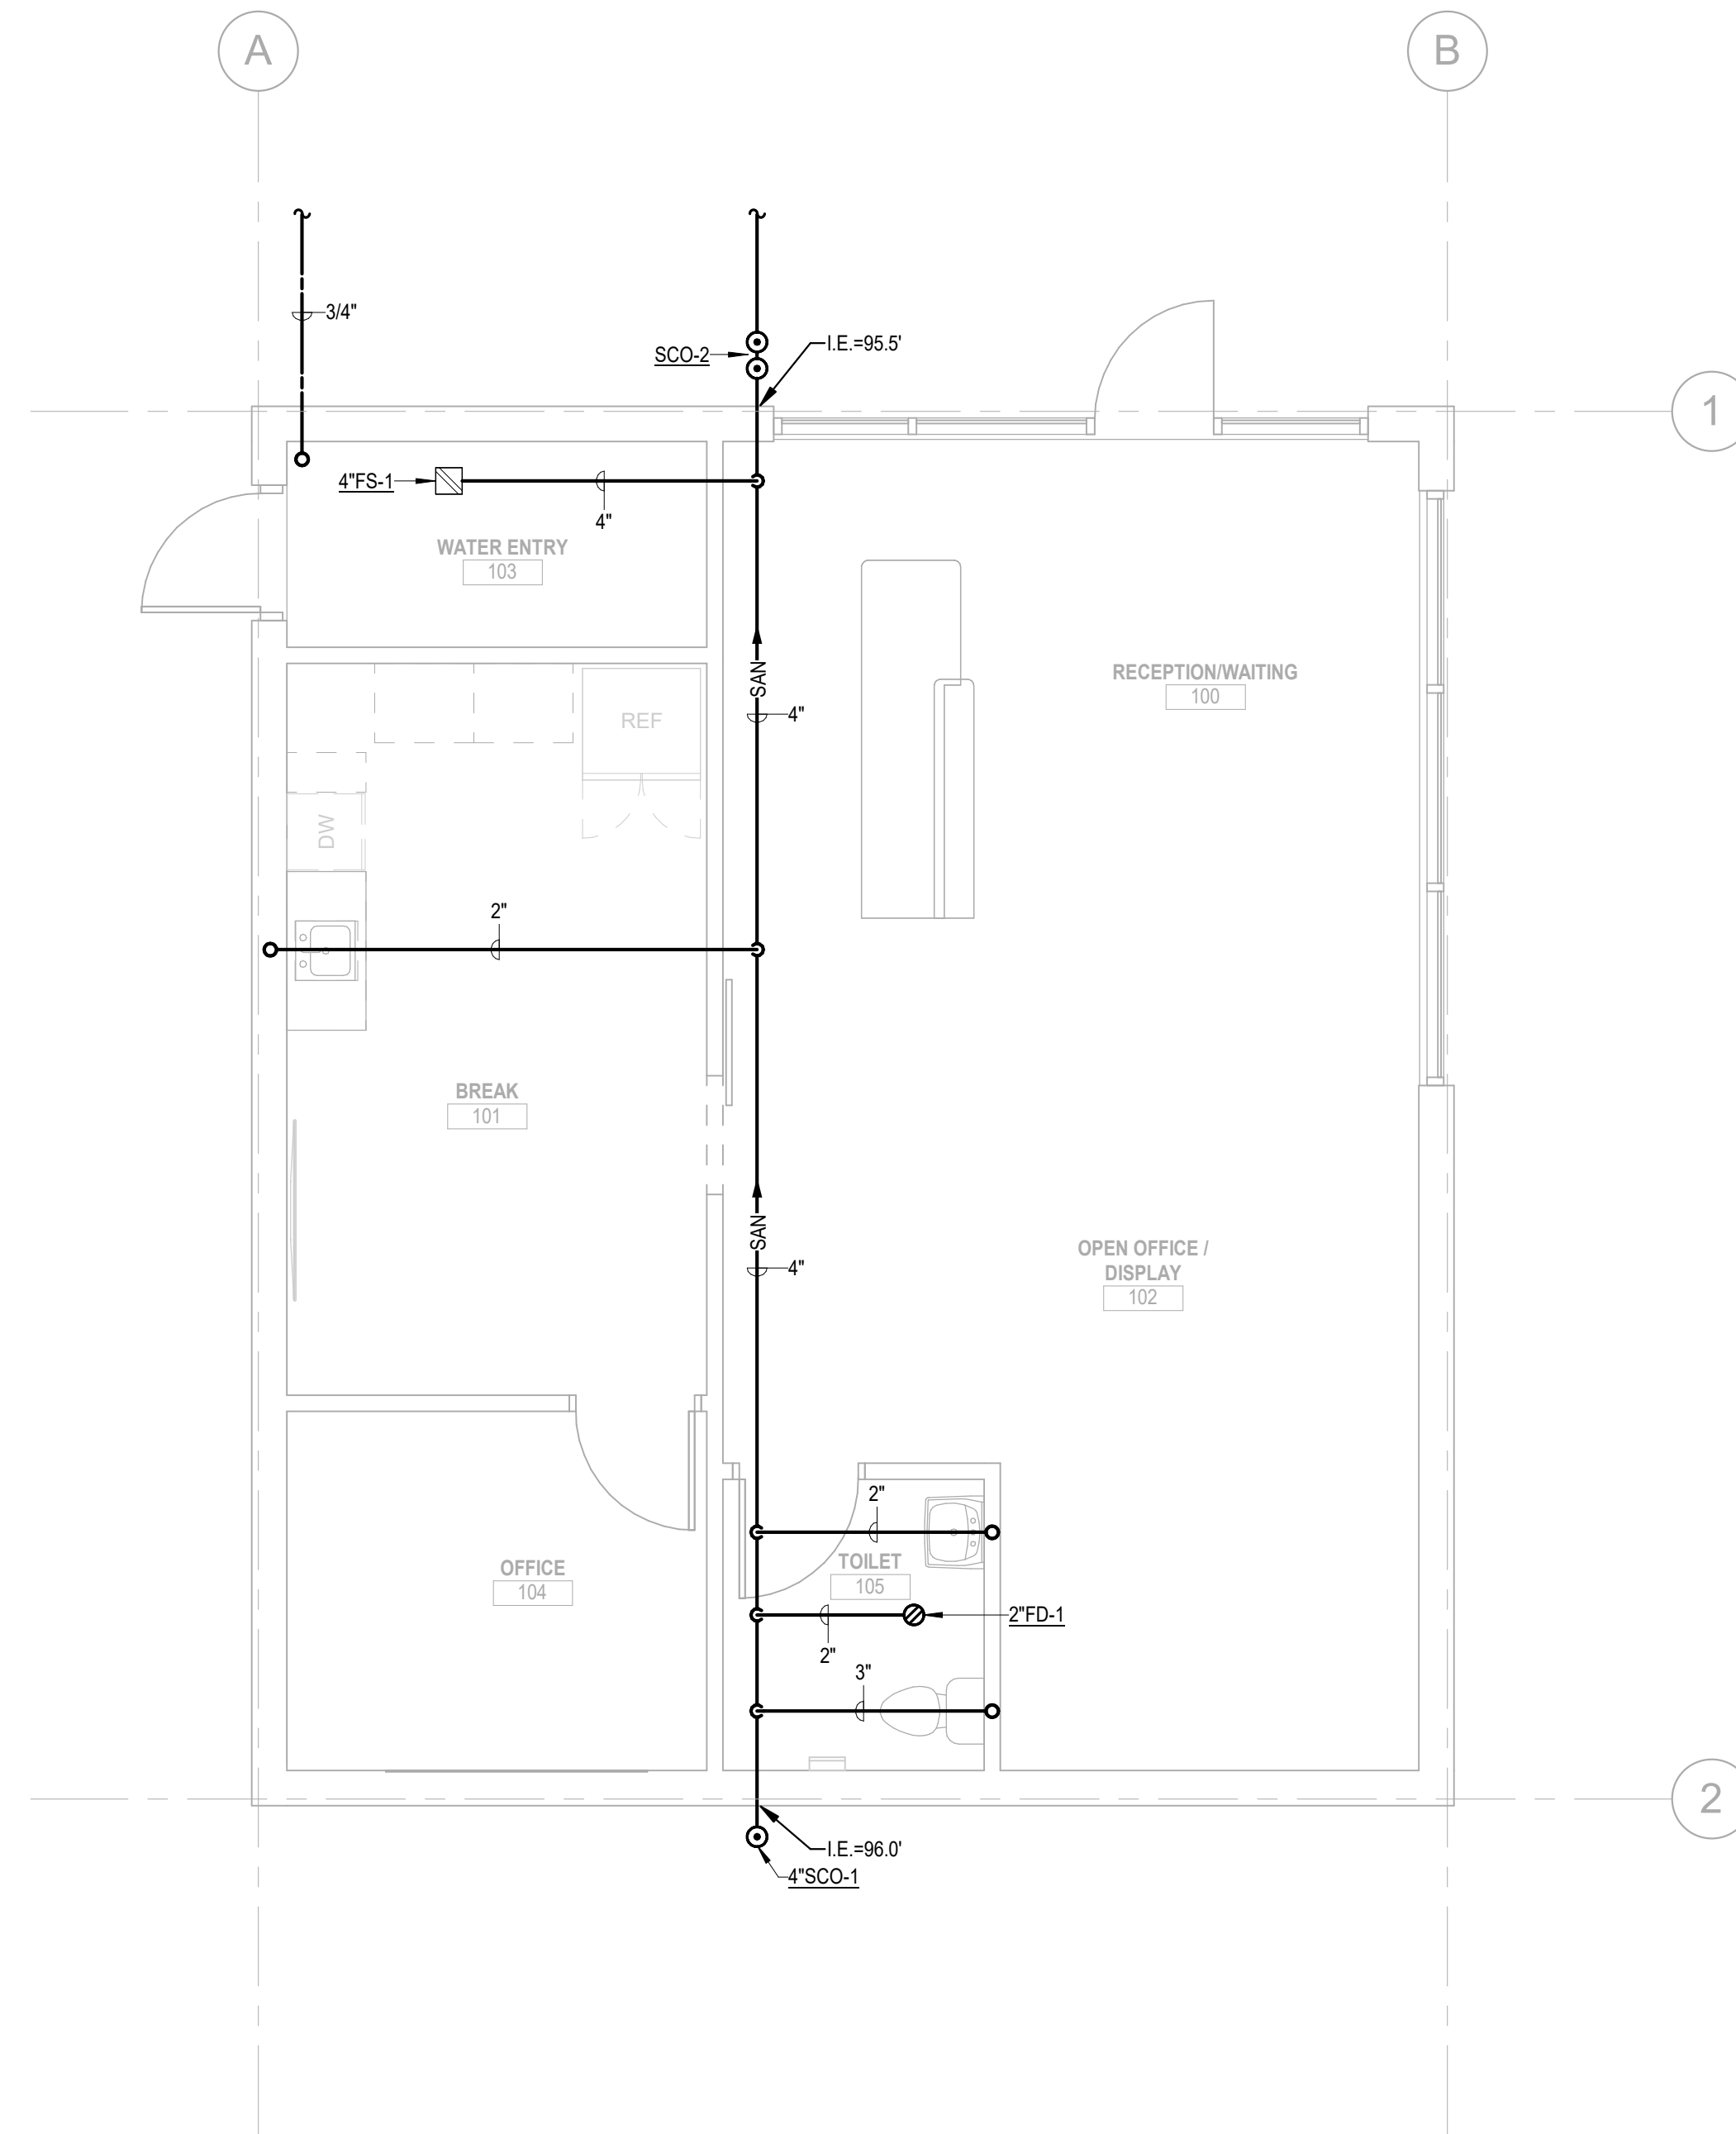 A
B
3/4"
SCO-2
I.E.=95.5'
1
4"FS-1
4"
WATER ENTRY
103
SAN
RECEPTION/WAITING
100
4"
REF
DW
2"
BREAK
101
SAN
OPEN OFFICE /
DISPLAY
102
4"
2"
OFFICE
104
TOILET
105
2"FD-1
2"
3"
2
I.E.=96.0'
4"SCO-1